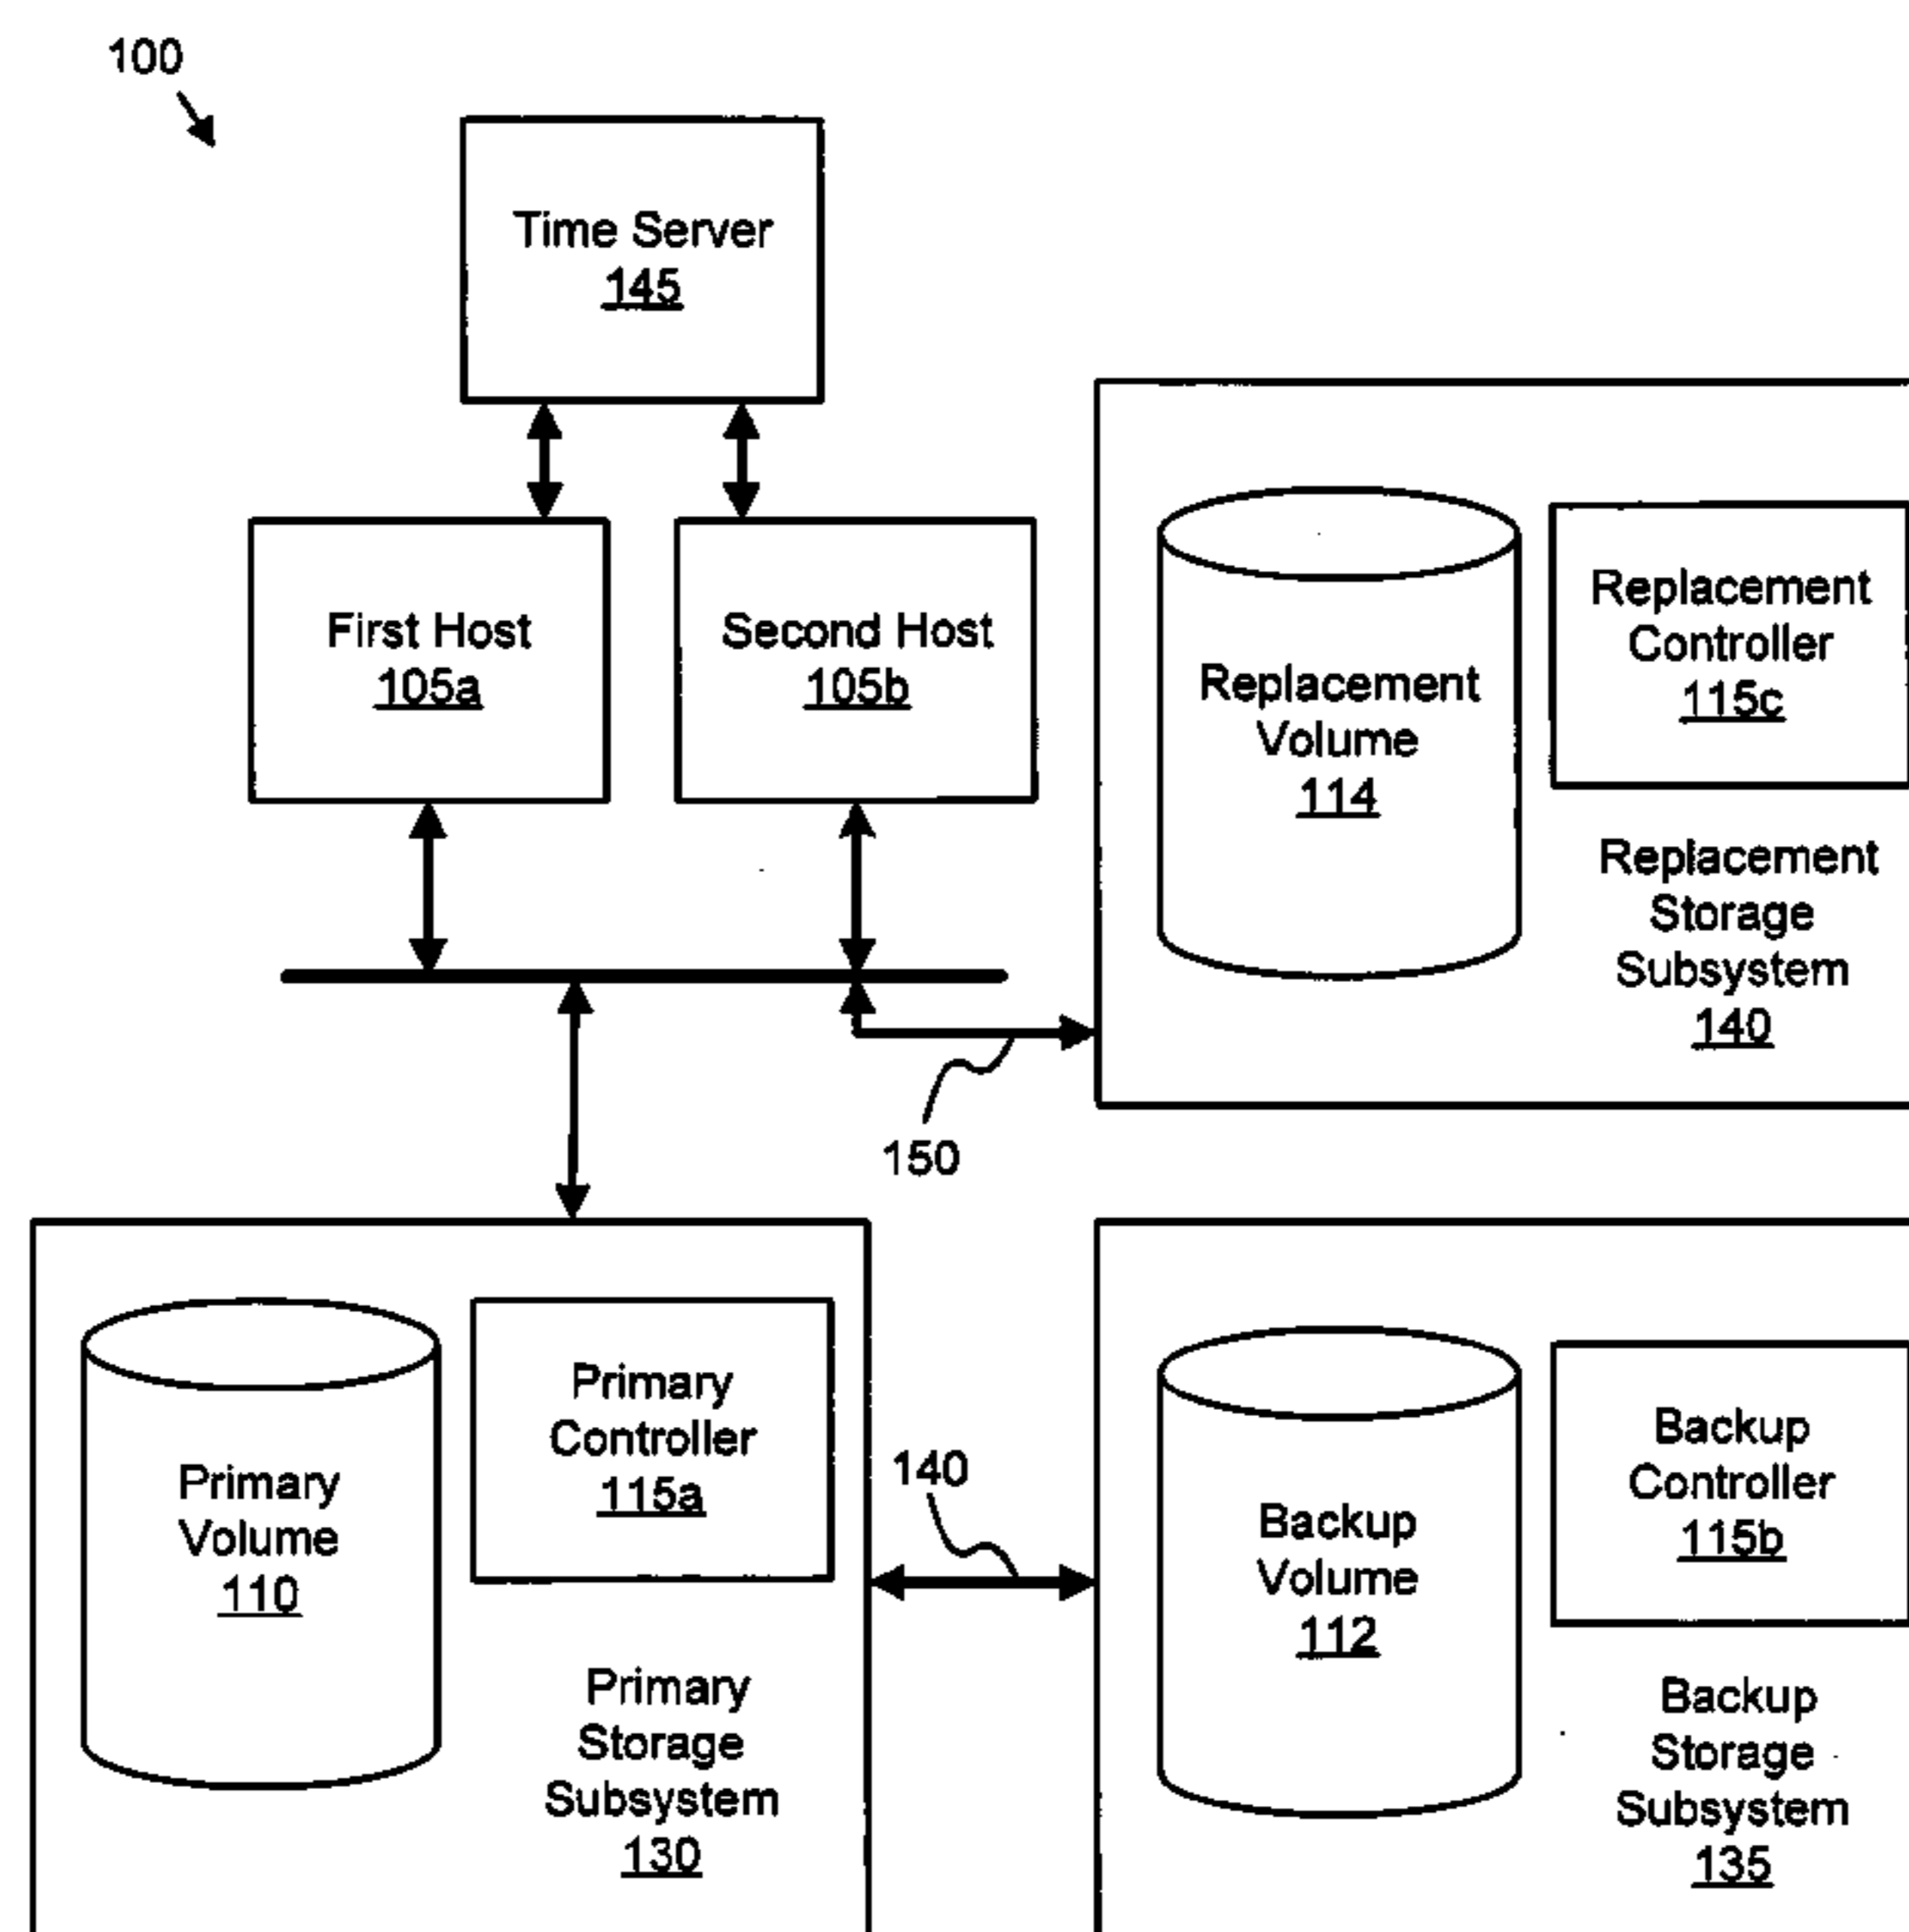 100
Time Server
145
First Host
105a
Second Host
105b
Replacement
Volume
114
Replacement
Controller
115c
Replacement
Storage
Subsystem
140
150
Primary
Volume
110
Primary
Controller
115a
Primary
Storage
Subsystem
130
140
Backup
Volume
112
Backup
Controller
115b
Backup
Storage
Subsystem
135